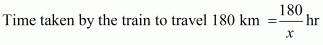 Time taken by the train to travel 180 km = 180/x hr